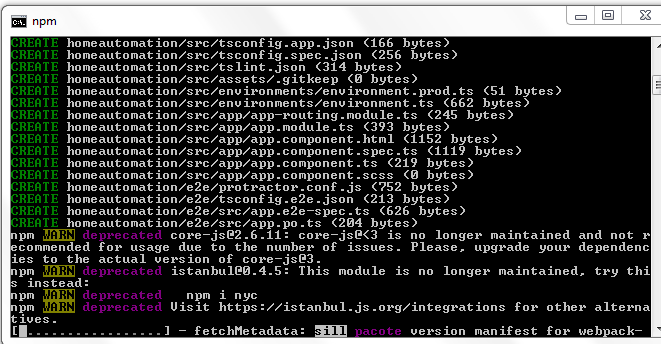 npm
CREATE homeautomation/src/tsconfig.app.json (166 bytes)
CREATE homeautomation/src/tsconfig.spec.json (256 bytes)
CREATE homeautomation/src/tslint.json (314 bytes)
CREATE homeautomation/src/assets/.gitkeep (0 bytes)
CREATE homeautomation/src/environments/environment.prod.ts (51 bytes)
CREATE homeautomation/src/environments/environment.ts (662 bytes)
CREATE homeautomation/src/app/app-routing.module.ts (245 bytes)
CREATE homeautomation/src/app/app.module.ts (393 bytes)
CREATE homeautomation/src/app/app.component.html (1152 bytes)
CREATE homeautomation/src/app/app.component.spec.ts (1119 bytes)
CREATE homeautomation/src/app/app.component.ts (219 bytes)
CREATE homeautomation/src/app/app.component.scss (0 bytes)
CREATE homeautomation/e2e/protractor.conf.js (752 bytes)
CREATE homeautomation/e2e/tsconfig.e2e.json (213 bytes)
CREATE homeautomation/e2e/src/app.e2e-spec.ts (626 bytes)
CREATE homeautomation/e2e/src/app.po.ts (204 bytes)
npm WARN deprecated core-js@2.6.11: core-js@<3 is no longer maintained and not r
ecommended for usage due to the number of issues. Please, upgrade your dependenc
ies to the actual version of core-js@3.
npm WARN deprecated istanbul@0.4.5: This module is no longer maintained, try thi
s instead:
npm WARN deprecated   npm i nyc
npm WARN deprecated Visit https://istanbul.js.org/integrations for other alterna
tives.
[ ................] - fetchMetadata: sill pacote version manifest for webpack-